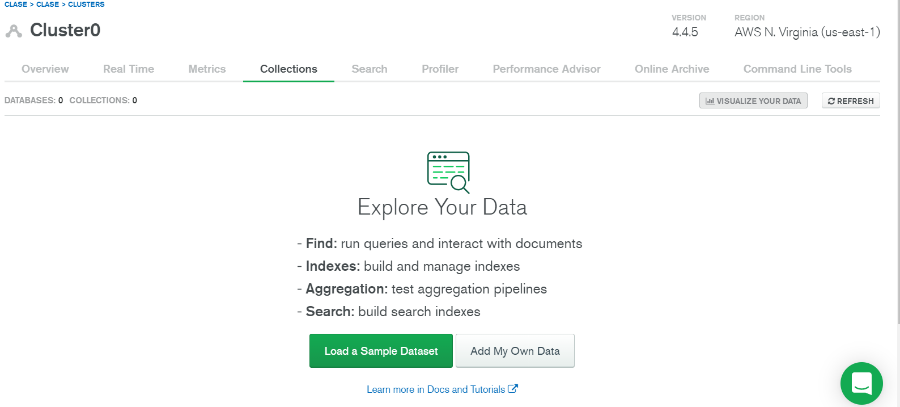 CLASE > CLASE > CLUSTERS
Cluster0
VERSION
4.4.5
REGION
AWS N. Virginia (us-east-1)
Overview Real Time Metrics Collections Search Profiler Performance Advisor Online Archive Command Line Tools
DATABASES: 0 COLLECTIONS: 0
VISUALIZE YOUR DATA
REFRESH
Explore Your Data
- Find: run queries and interact with documents
- Indexes: build and manage indexes
- Aggregation: test aggregation pipelines
- Search: build search indexes
Load a Sample Dataset
Add My Own Data
Learn more in Docs and Tutorials